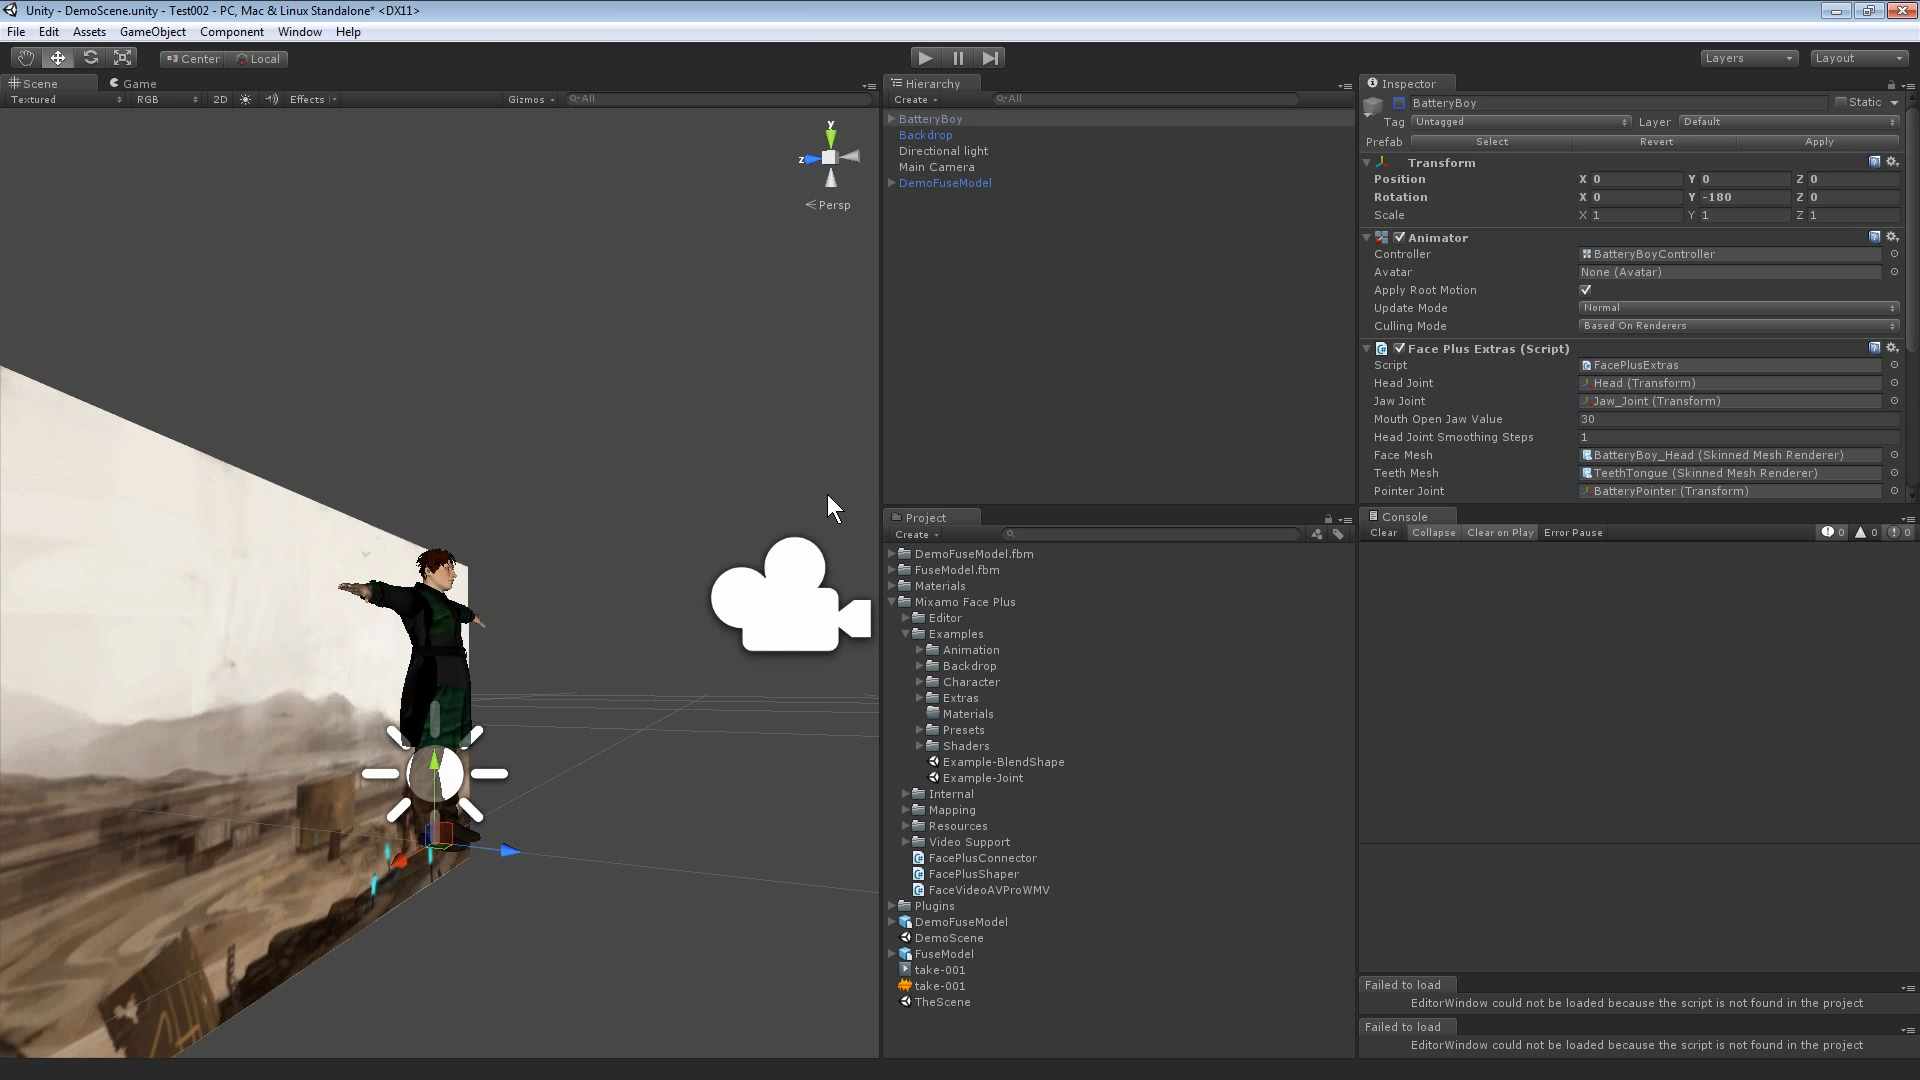 Unity - DemoScene.unity - Test002 - PC, Mac & Linux Standalone* <DX11>
File Edit Assets GameObject Component Window Help
Center Local Layers Layout
Scene Game
Textured RGB 2D Effects Gizmos All
y
z
Persp
Hierarchy
Create All
BatteryBoy
Backdrop
Directional light
Main Camera
DemoFuseModel
Inspector
BatteryBoy Static
Tag Untagged Layer Default
Prefab Select Revert Apply
Transform
Position X 0 Y 0 Z 0
Rotation X 0 Y -180 Z 0
Scale X 1 Y 1 Z 1
Animator
Controller BatteryBoyController
Avatar None (Avatar)
Apply Root Motion
Update Mode Normal
Culling Mode Based On Renderers
Face Plus Extras (Script)
Script FacePlusExtras
Head Joint Head (Transform)
Jaw Joint Jaw_Joint (Transform)
Mouth Open Jaw Value 30
Head Joint Smoothing Steps 1
Face Mesh BatteryBoy_Head (Skinned Mesh Renderer)
Teeth Mesh TeethTongue (Skinned Mesh Renderer)
Pointer Joint BatteryPointer (Transform)
Project
Create
DemoFuseModel.fbm
FuseModel.fbm
Materials
Mixamo Face Plus
Editor
Examples
Animation
Backdrop
Character
Extras
Materials
Presets
Shaders
Example-BlendShape
Example-Joint
Internal
Mapping
Resources
Video Support
FacePlusConnector
FacePlusShaper
FaceVideoAVProWMV
Plugins
DemoFuseModel
DemoScene
FuseModel
take-001
take-001
TheScene
Console
Clear Collapse Clear on Play Error Pause 0 0 0
Failed to load
EditorWindow could not be loaded because the script is not found in the project
Failed to load
EditorWindow could not be loaded because the script is not found in the project